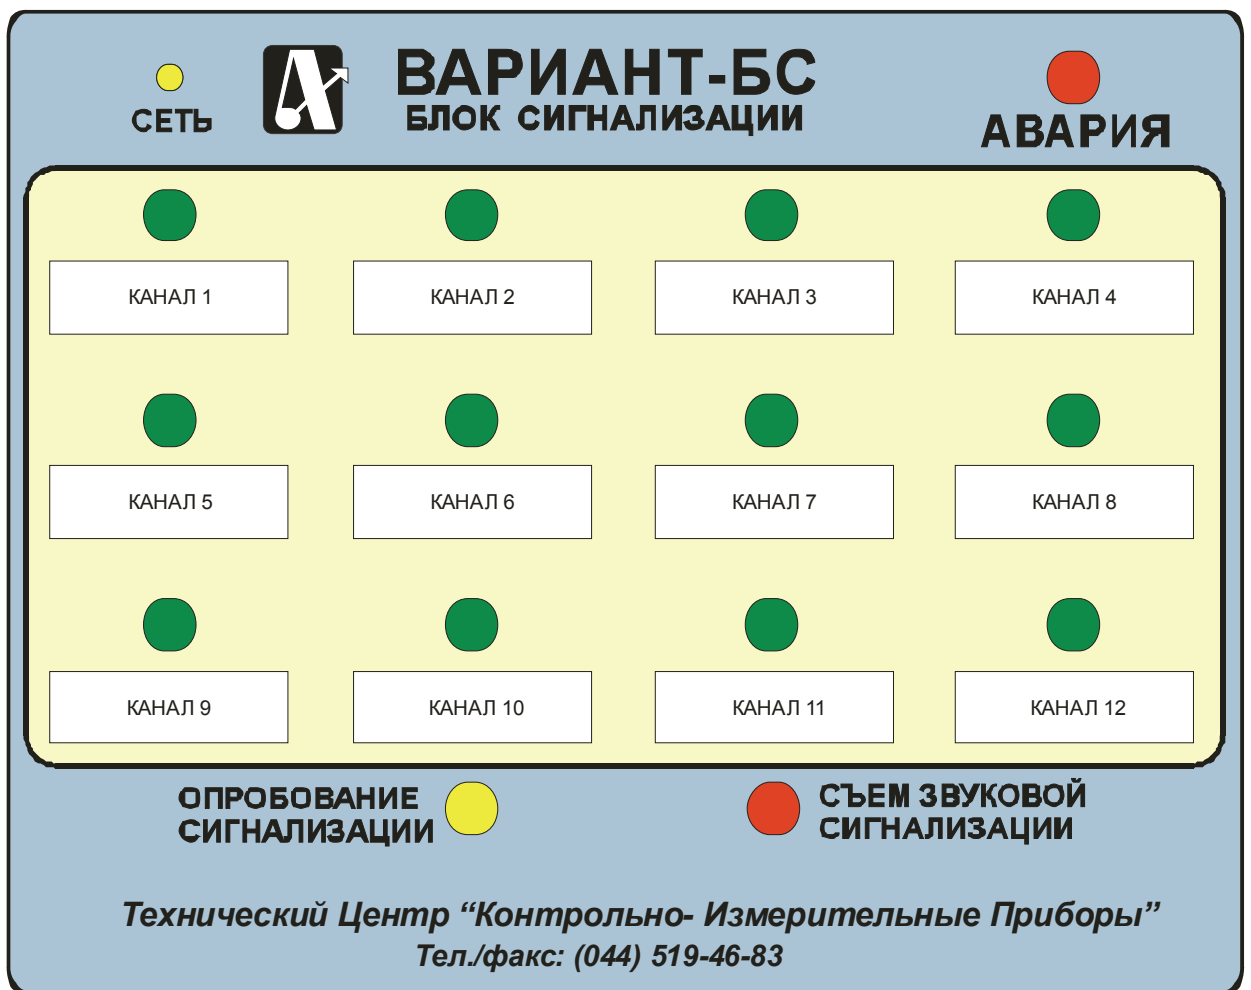 ВАРИАНТ-БС
БЛОК СИГНАЛИЗАЦИИ
СЕТЬ
АВАРИЯ
КАНАЛ 1
КАНАЛ 2
КАНАЛ 3
КАНАЛ 4
КАНАЛ 5
КАНАЛ 6
КАНАЛ 7
КАНАЛ 8
КАНАЛ 9
КАНАЛ 10
КАНАЛ 11
КАНАЛ 12
ОПРОБОВАНИЕ
СИГНАЛИЗАЦИИ
СЪЕМ ЗВУКОВОЙ
СИГНАЛИЗАЦИИ
Технический Центр “Контрольно- Измерительные Приборы”
Тел./факс: (044) 519-46-83